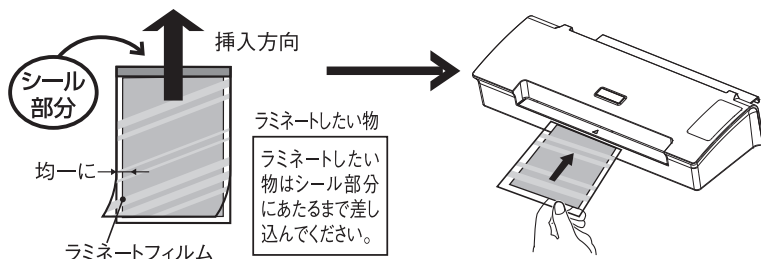 挿入方向
シール
部分
均一に
ラミネートフィルム
ラミネートしたい物
ラミネートしたい
物はシール部分
にあたるまで差し
込んでください。